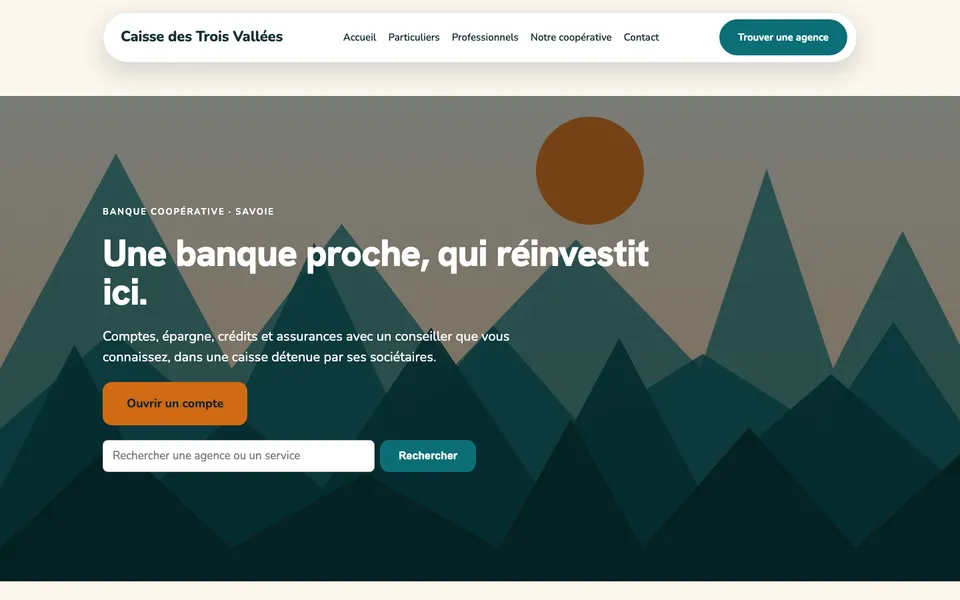 Caisse des Trois Vallées
Accueil
Particuliers
Professionnels
Notre coopérative
Contact
Trouver une agence
BANQUE COOPÉRATIVE · SAVOIE
Une banque proche, qui réinvestit
ici.
Comptes, épargne, crédits et assurances avec un conseiller que vous
connaissez, dans une caisse détenue par ses sociétaires.
Ouvrir un compte
Rechercher une agence ou un service
Rechercher